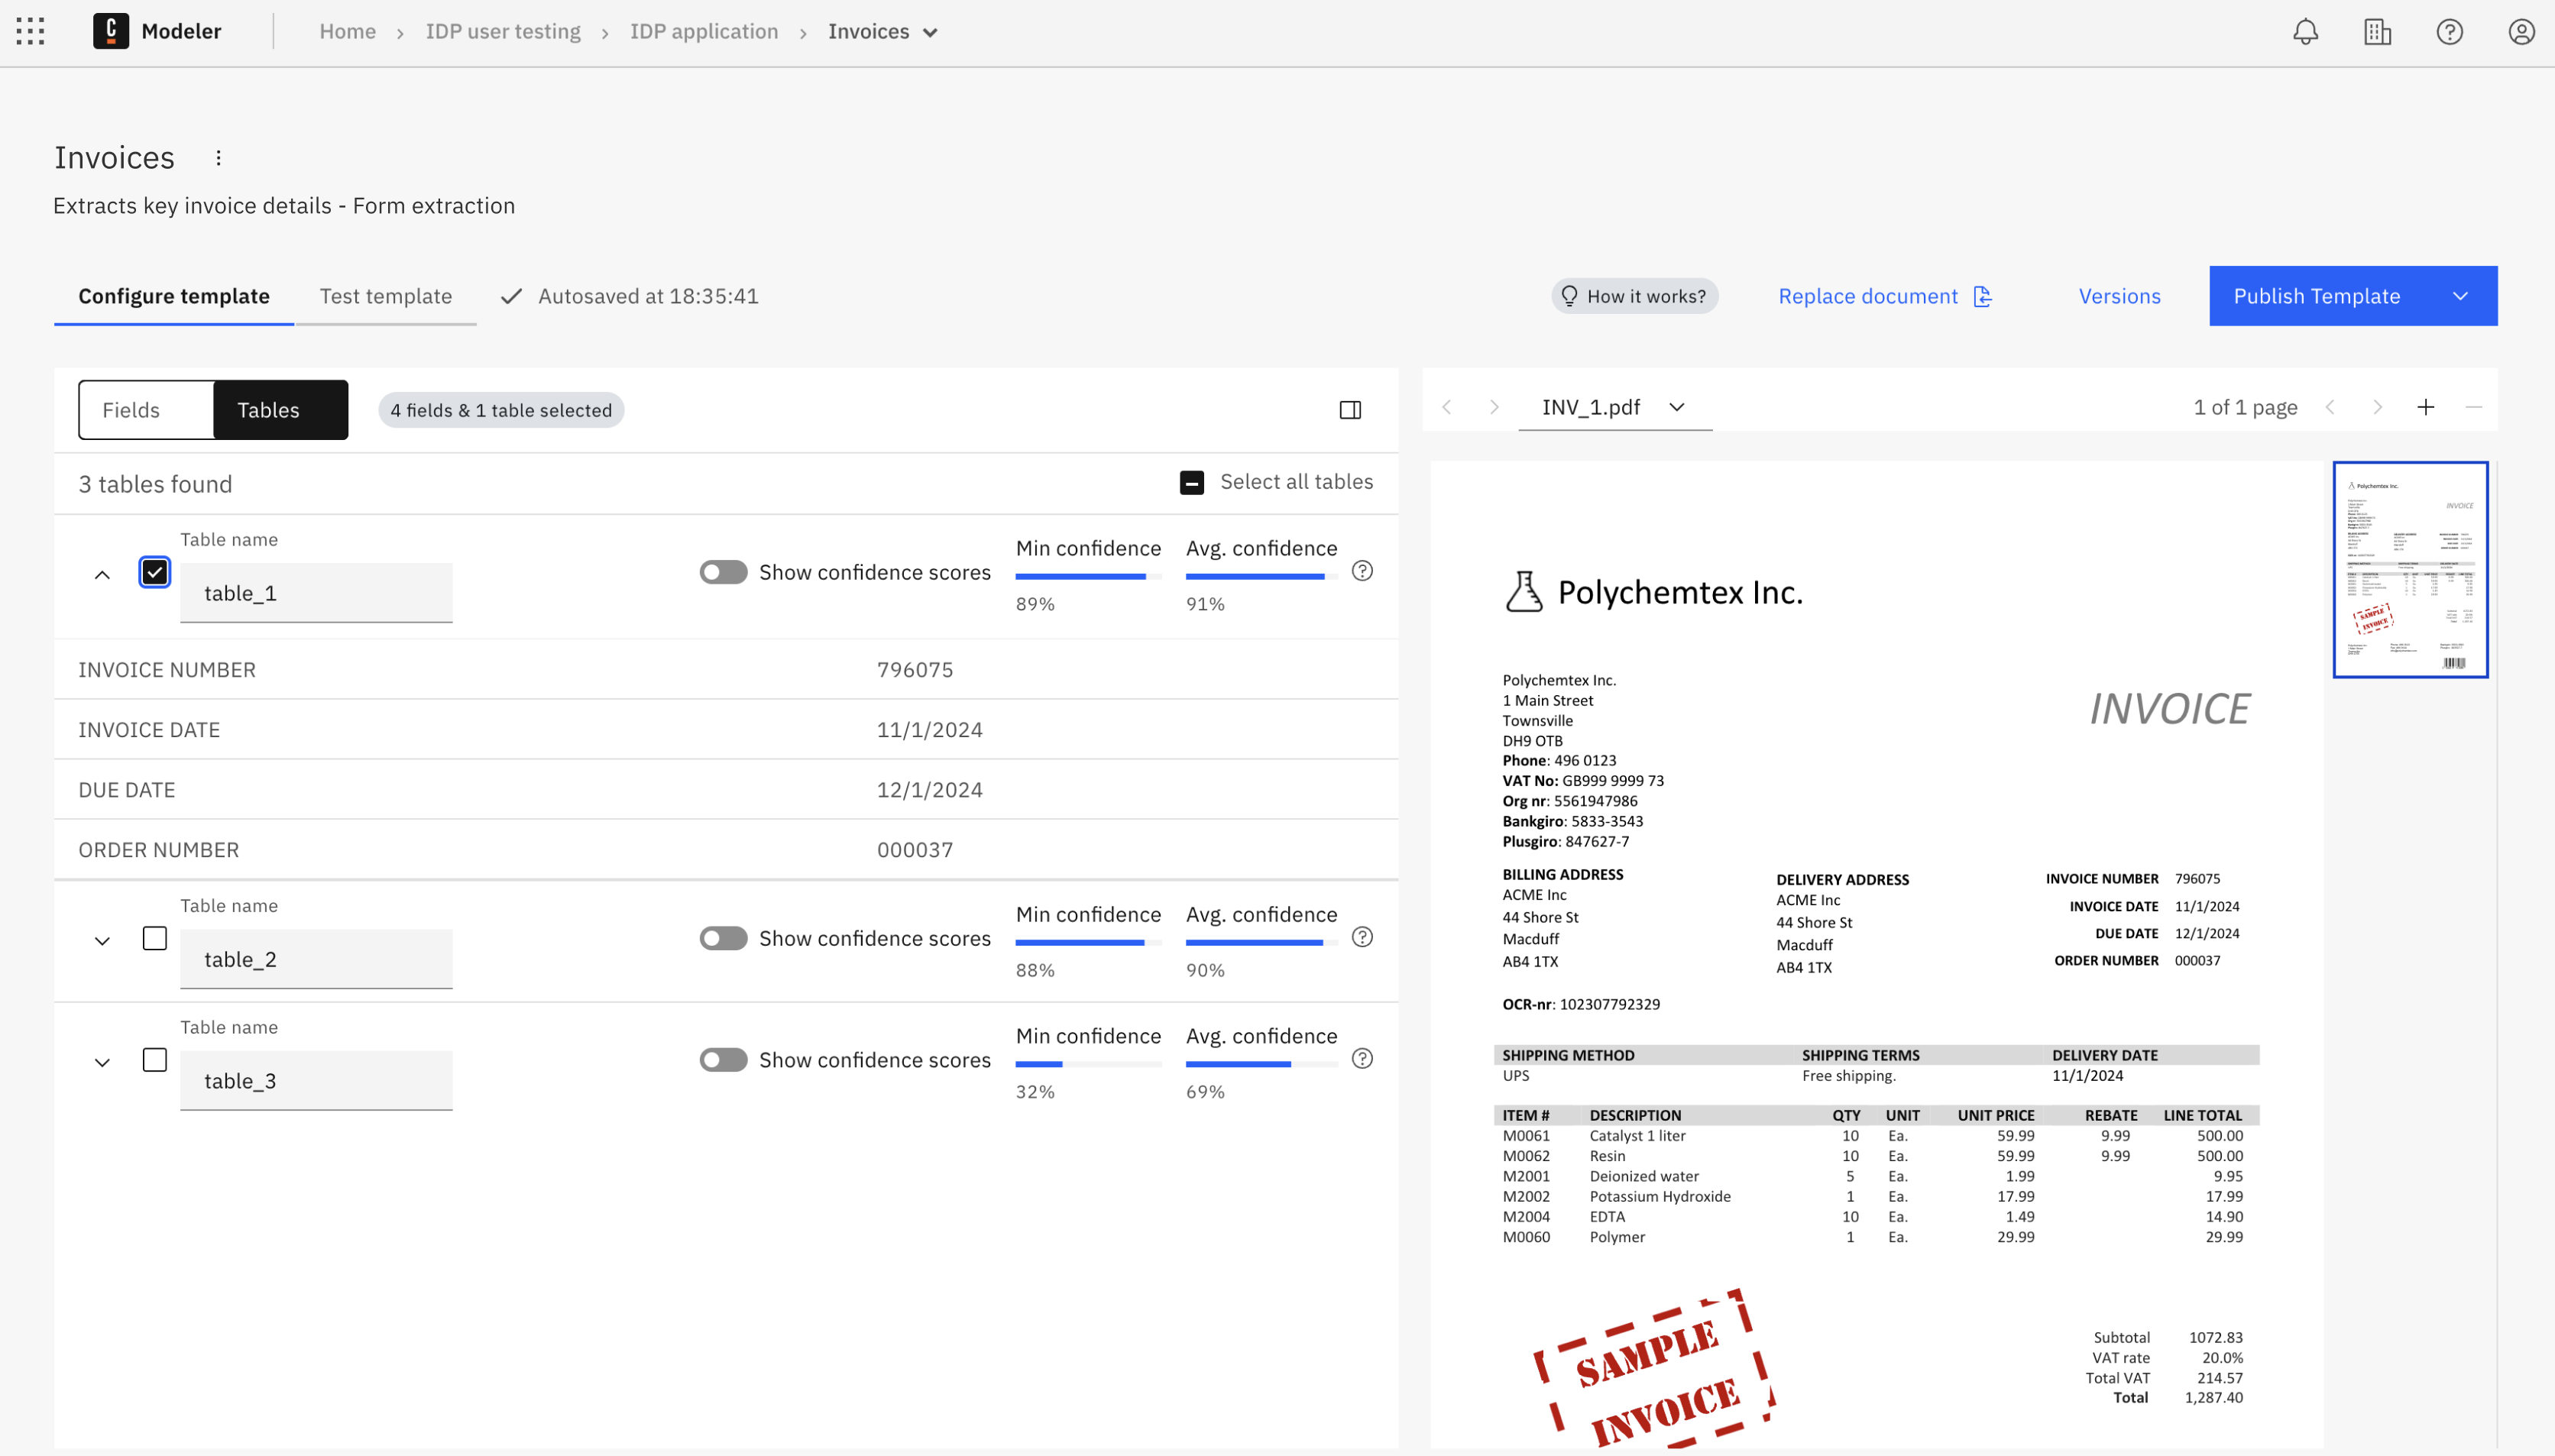 Modeler
Home > IDP user testing > IDP application > Invoices
Invoices
Extracts key invoice details - Form extraction
Configure template
Test template
Autosaved at 18:35:41
How it works?
Replace document
Versions
Publish Template
Fields
Tables
4 fields & 1 table selected
3 tables found
Select all tables
Table name
table_1
Show confidence scores
Min confidence
89%
Avg. confidence
91%
INVOICE NUMBER 796075
INVOICE DATE 11/1/2024
DUE DATE 12/1/2024
ORDER NUMBER 000037
Table name
table_2
Show confidence scores
Min confidence
88%
Avg. confidence
90%
Table name
table_3
Show confidence scores
Min confidence
32%
Avg. confidence
69%
INV_1.pdf
1 of 1 page
Polychemtex Inc.
Polychemtex Inc.
1 Main Street
Townsville
DH9 OTB
Phone: 496 0123
VAT No: GB999 9999 73
Org nr: 5561947986
Bankgiro: 5833-3543
Plusgiro: 847627-7
INVOICE
BILLING ADDRESS
ACME Inc
44 Shore St
Macduff
AB4 1TX
DELIVERY ADDRESS
ACME Inc
44 Shore St
Macduff
AB4 1TX
INVOICE NUMBER 796075
INVOICE DATE 11/1/2024
DUE DATE 12/1/2024
ORDER NUMBER 000037
OCR-nr: 102307792329
SHIPPING METHOD SHIPPING TERMS DELIVERY DATE
UPS Free shipping. 11/1/2024
ITEM # DESCRIPTION QTY UNIT UNIT PRICE REBATE LINE TOTAL
M0061 Catalyst 1 liter 10 Ea. 59.99 9.99 500.00
M0062 Resin 10 Ea. 59.99 9.99 500.00
M2001 Deionized water 5 Ea. 1.99 9.95
M2002 Potassium Hydroxide 1 Ea. 17.99 17.99
M2004 EDTA 10 Ea. 1.49 14.90
M0060 Polymer 1 Ea. 29.99 29.99
SAMPLE
INVOICE
Subtotal 1072.83
VAT rate 20.0%
Total VAT 214.57
Total 1,287.40
Polychemtex Inc.
INVOICE
SAMPLE
INVOICE